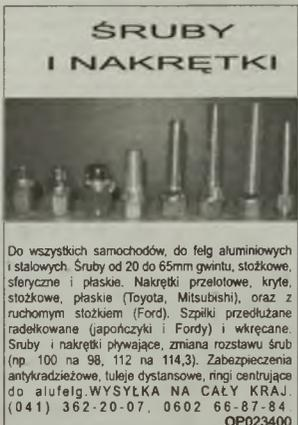 ŚRUBY
I NAKRĘTKI
Do wszystkich samochodów, do felg aluminiowych
i stalowych. Śruby od 20 do 65mm gwintu, stożkowe,
sferyczne i płaskie. Nakrętki przelotowe, kryte,
stożkowe, płaskie (Toyota, Mitsubishi), oraz z
ruchomym stożkiem (Ford). Szpilki przedłużane
radełkowane (japończyki i Fordy) i wkręcane.
Śruby i nakrętki pływające, zmiana rozstawu śrub
(np. 100 na 98, 112 na 114,3). Zabezpieczenia
antykradzieżowe, tuleje dystansowe, ringi centrujące
do alufelg.WYSYŁKA NA CAŁY KRAJ.
(041) 362-20-07, 0602 66-87-84.
OP023400